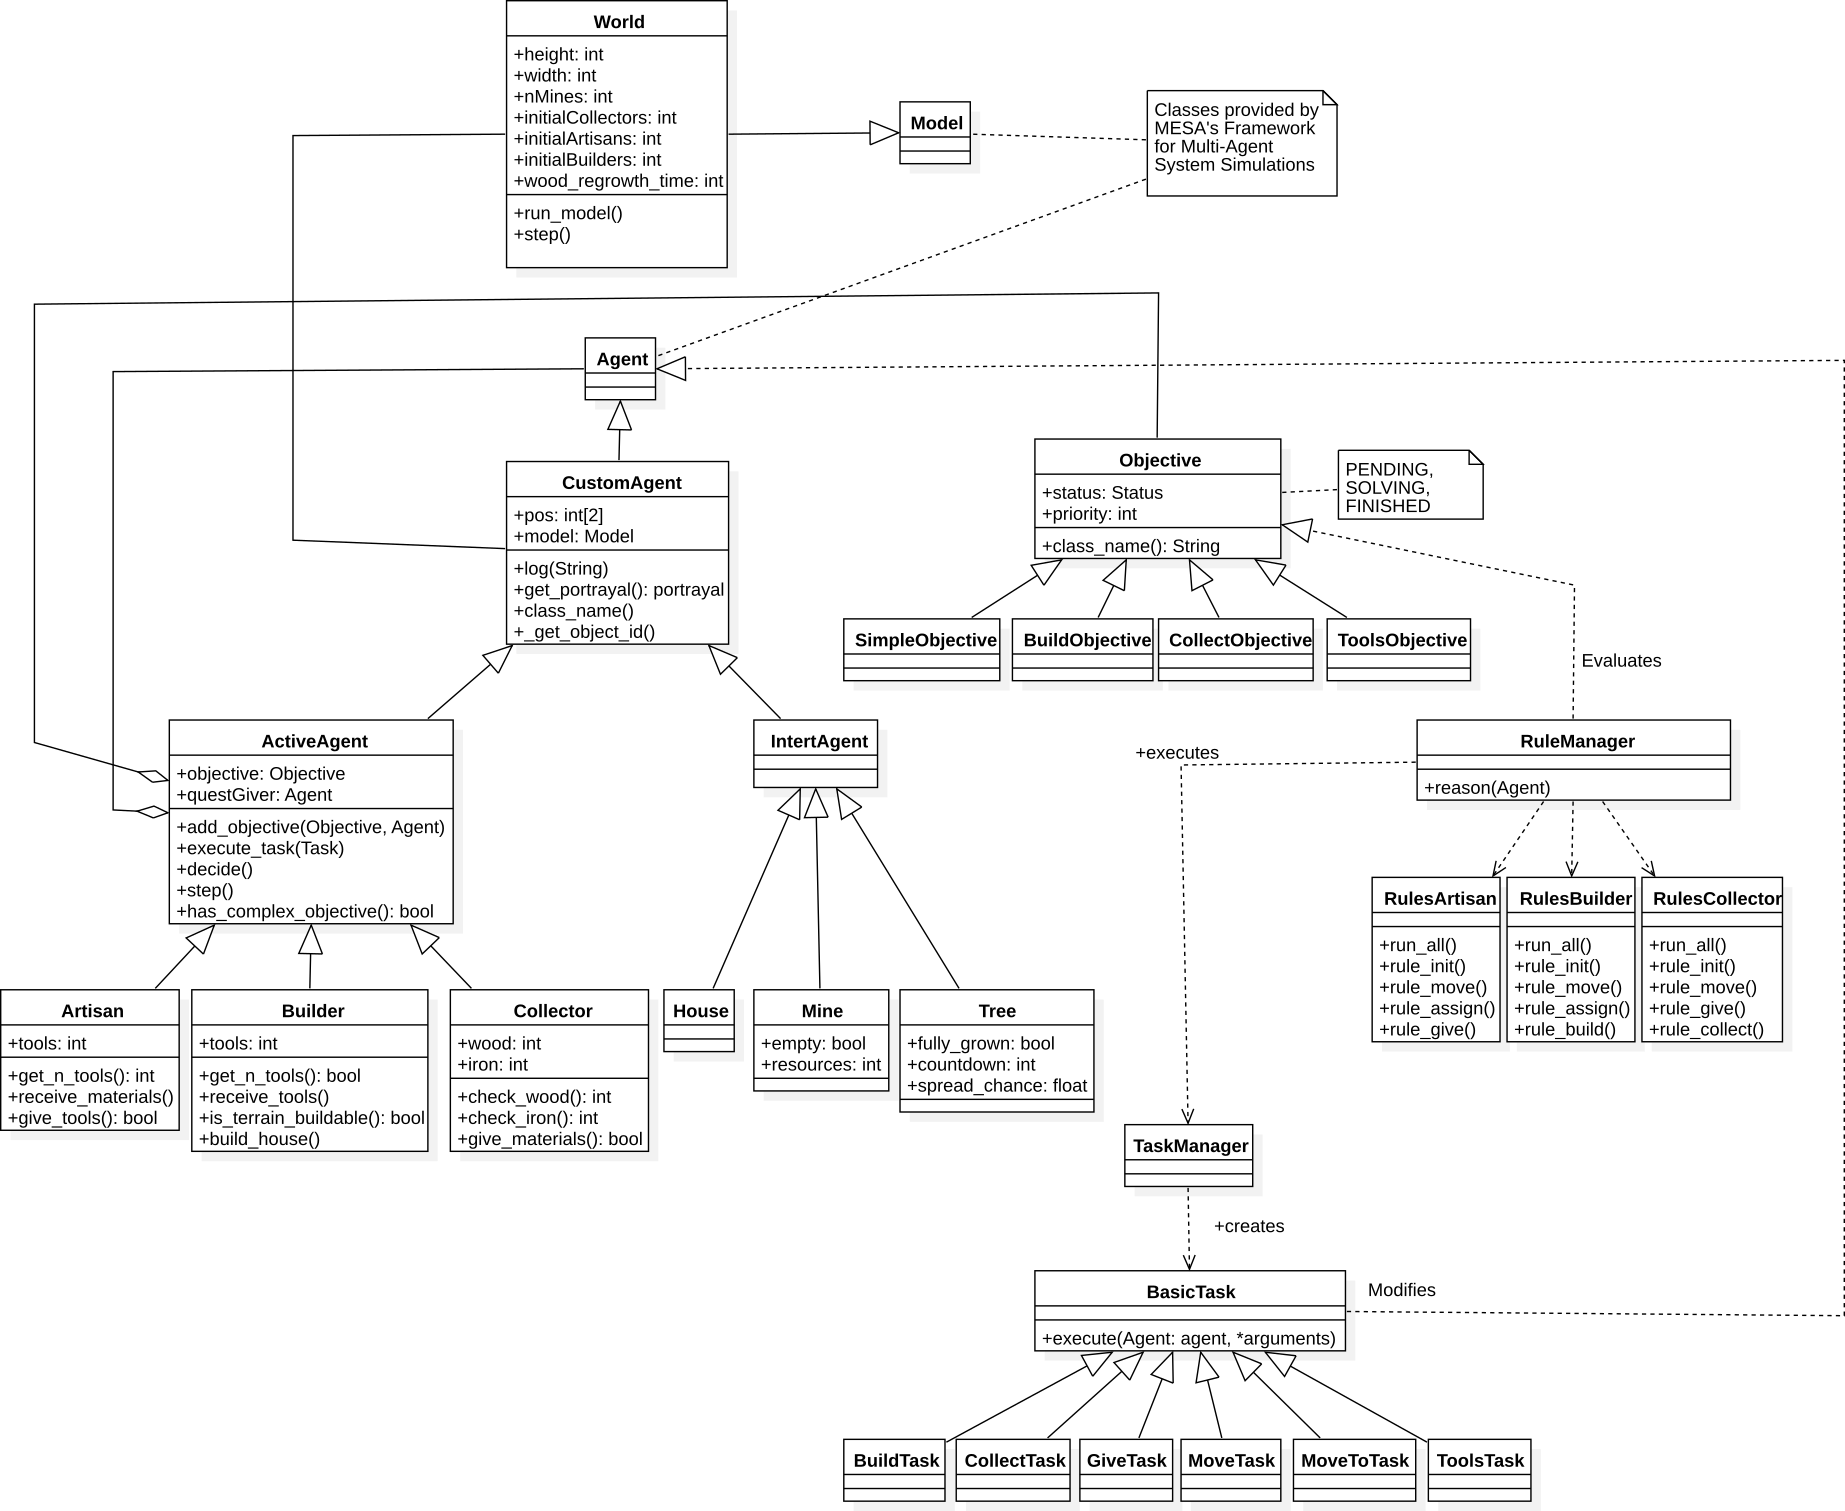 World
+height: int
+width: int
+nMines: int
+initialCollectors: int
+initialArtisans: int
+initialBuilders: int
+wood_regrowth_time: int
+run_model()
+step()
Model
Classes provided by
MESA's Framework
for Multi-Agent
System Simulations
Agent
CustomAgent
+pos: int[2]
+model: Model
+log(String)
+get_portrayal(): portrayal
+class_name()
+_get_object_id()
Objective
+status: Status
+priority: int
+class_name(): String
PENDING,
SOLVING,
FINISHED
SimpleObjective
BuildObjective
CollectObjective
ToolsObjective
Evaluates
ActiveAgent
+objective: Objective
+questGiver: Agent
+add_objective(Objective, Agent)
+execute_task(Task)
+decide()
+step()
+has_complex_objective(): bool
IntertAgent
+executes
RuleManager
+reason(Agent)
RulesArtisan
+run_all()
+rule_init()
+rule_move()
+rule_assign()
+rule_give()
RulesBuilder
+run_all()
+rule_init()
+rule_move()
+rule_assign()
+rule_build()
RulesCollector
+run_all()
+rule_init()
+rule_move()
+rule_give()
+rule_collect()
Artisan
+tools: int
+get_n_tools(): int
+receive_materials()
+give_tools(): bool
Builder
+tools: int
+get_n_tools(): bool
+receive_tools()
+is_terrain_buildable(): bool
+build_house()
Collector
+wood: int
+iron: int
+check_wood(): int
+check_iron(): int
+give_materials(): bool
House
Mine
+empty: bool
+resources: int
Tree
+fully_grown: bool
+countdown: int
+spread_chance: float
TaskManager
+creates
BasicTask
+execute(Agent: agent, *arguments)
Modifies
BuildTask
CollectTask
GiveTask
MoveTask
MoveToTask
ToolsTask